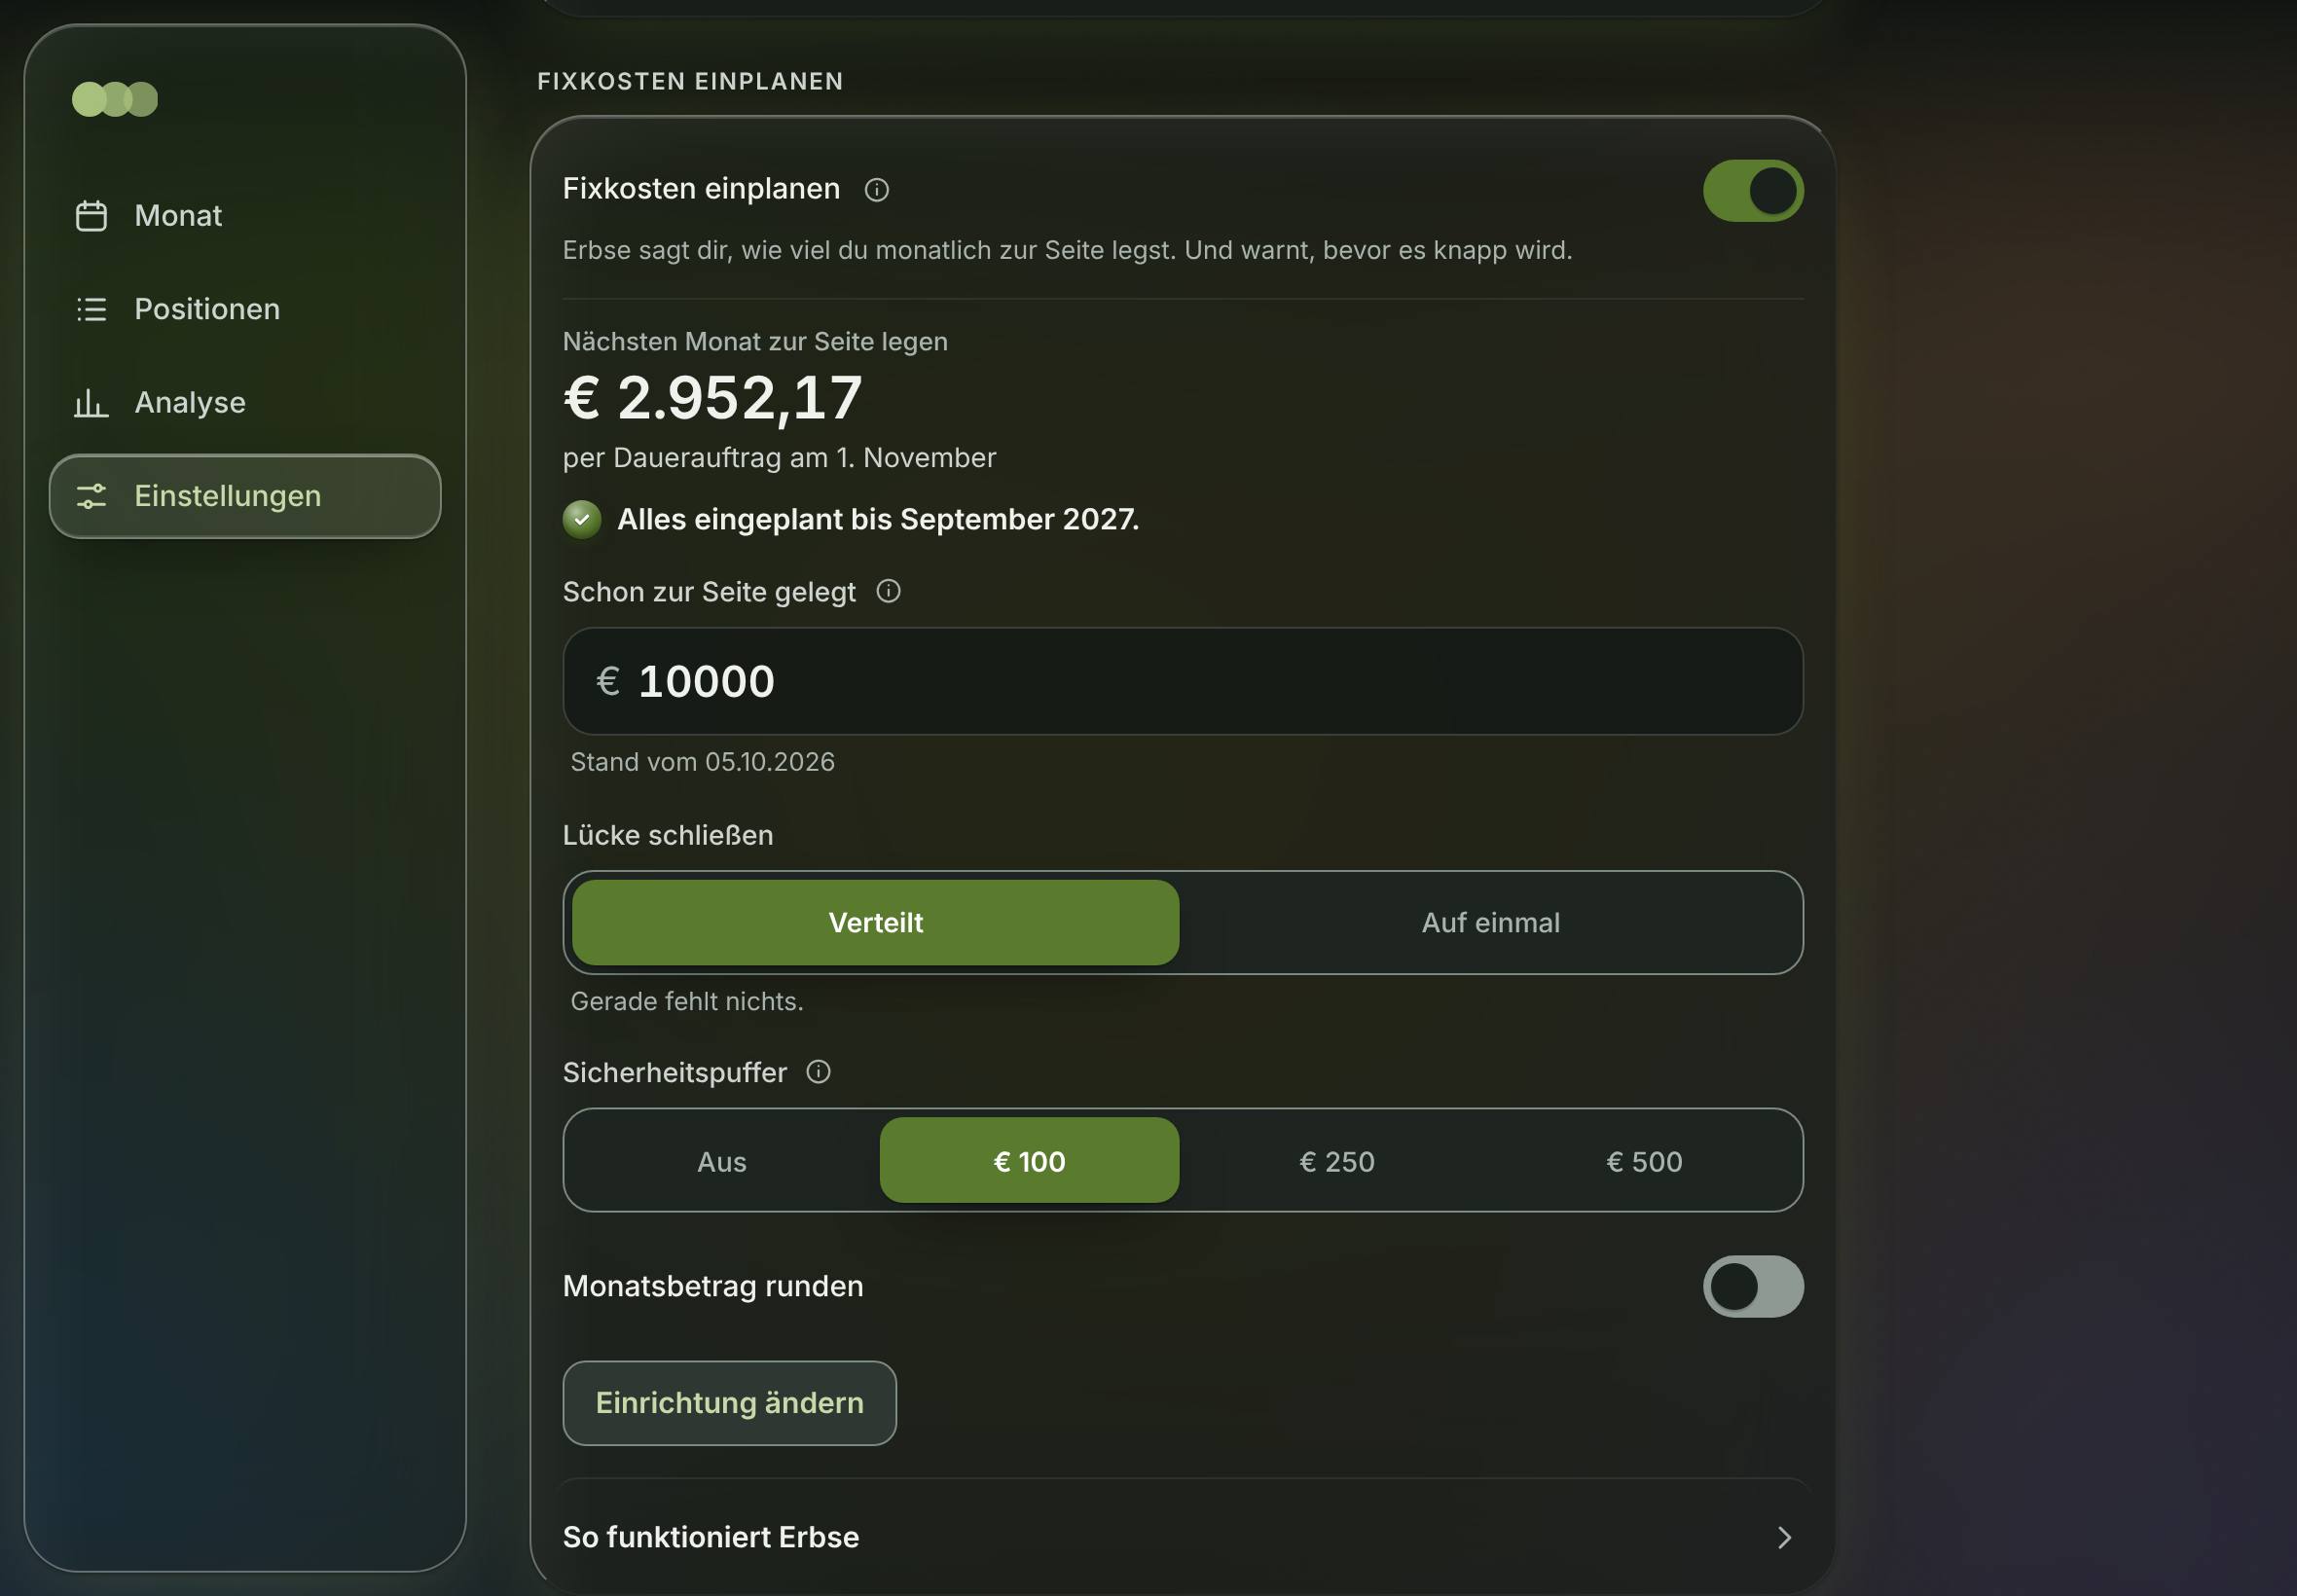 Monat
Positionen
Analyse
Einstellungen
FIXKOSTEN EINPLANEN
Fixkosten einplanen
Erbse sagt dir, wie viel du monatlich zur Seite legst. Und warnt, bevor es knapp wird.
Nächsten Monat zur Seite legen
€ 2.952,17
per Dauerauftrag am 1. November
Alles eingeplant bis September 2027.
Schon zur Seite gelegt
€ 10000
Stand vom 05.10.2026
Lücke schließen
Verteilt Auf einmal
Gerade fehlt nichts.
Sicherheitspuffer
Aus € 100 € 250 € 500
Monatsbetrag runden
Einrichtung ändern
So funktioniert Erbse